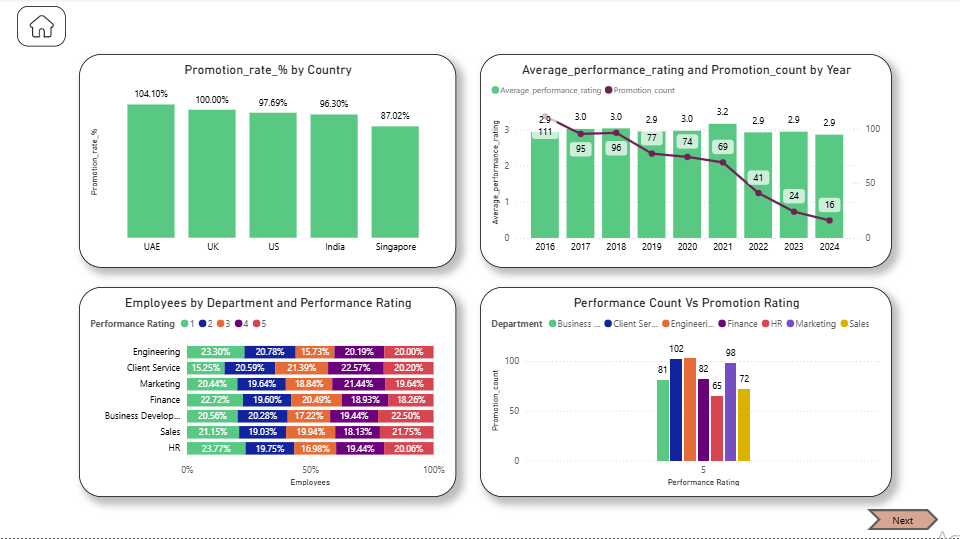 Promotion_rate_% by Country
Promotion_rate_%
104.10%
100.00%
97.69%
96.30%
87.02%
UAE
UK
US
India
Singapore
Average_performance_rating and Promotion_count by Year
Average_performance_rating Promotion_count
Average_performance_rating
3
2
1
0
2.9
3.0
3.0
2.9
3.0
3.2
2.9
2.9
2.9
111
95
96
77
74
69
41
24
16
100
50
0
2016 2017 2018 2019 2020 2021 2022 2023 2024
Employees by Department and Performance Rating
Performance Rating 1 2 3 4 5
Engineering 23.30% 20.78% 15.73% 20.19% 20.00%
Client Service 15.25% 20.59% 21.39% 22.57% 20.20%
Marketing 20.44% 19.64% 18.84% 21.44% 19.64%
Finance 22.72% 19.60% 20.49% 18.93% 18.26%
Business Develop... 20.56% 20.28% 17.22% 19.44% 22.50%
Sales 21.15% 19.03% 19.94% 18.13% 21.75%
HR 23.77% 19.75% 16.98% 19.44% 20.06%
0% 50% 100%
Employees
Performance Count Vs Promotion Rating
Department Business ... Client Ser... Engineeri... Finance HR Marketing Sales
Promotion_count
100
50
0
81
102
82
65
98
72
5
Performance Rating
Next